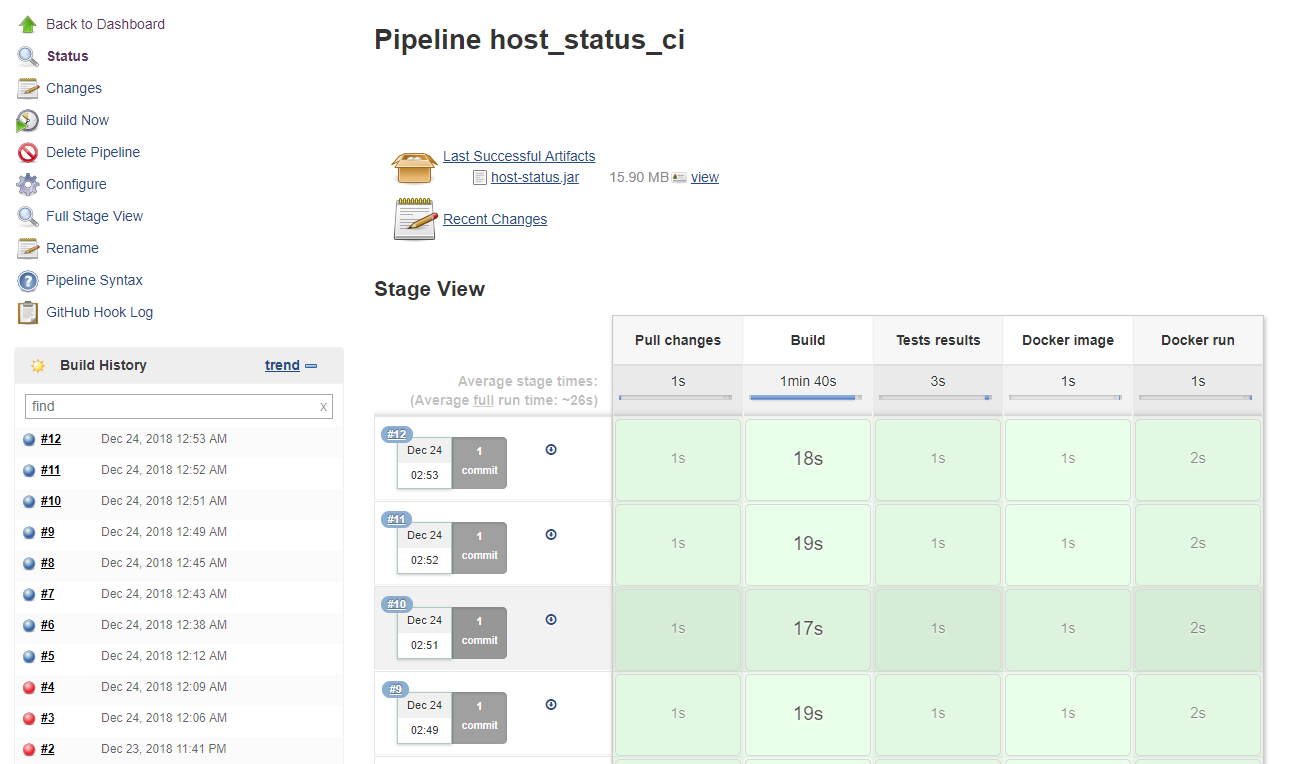 Back to Dashboard
Status
Changes
Build Now
Delete Pipeline
Configure
Full Stage View
Rename
Pipeline Syntax
GitHub Hook Log
Build History trend
find x
#12 Dec 24, 2018 12:53 AM
#11 Dec 24, 2018 12:52 AM
#10 Dec 24, 2018 12:51 AM
#9 Dec 24, 2018 12:49 AM
#8 Dec 24, 2018 12:45 AM
#7 Dec 24, 2018 12:43 AM
#6 Dec 24, 2018 12:38 AM
#5 Dec 24, 2018 12:12 AM
#4 Dec 24, 2018 12:09 AM
#3 Dec 24, 2018 12:06 AM
#2 Dec 23, 2018 11:41 PM
Pipeline host_status_ci
Last Successful Artifacts
host-status.jar 15.90 MB view
Recent Changes
Stage View
Pull changes Build Tests results Docker image Docker run
Average stage times: 1s 1min 40s 3s 1s 1s
(Average full run time: ~26s)
#12
Dec 24 1
02:53 commit
1s 18s 1s 1s 2s
#11
Dec 24 1
02:52 commit
1s 19s 1s 1s 2s
#10
Dec 24 1
02:51 commit
1s 17s 1s 1s 2s
#9
Dec 24 1
02:49 commit
1s 19s 1s 1s 2s